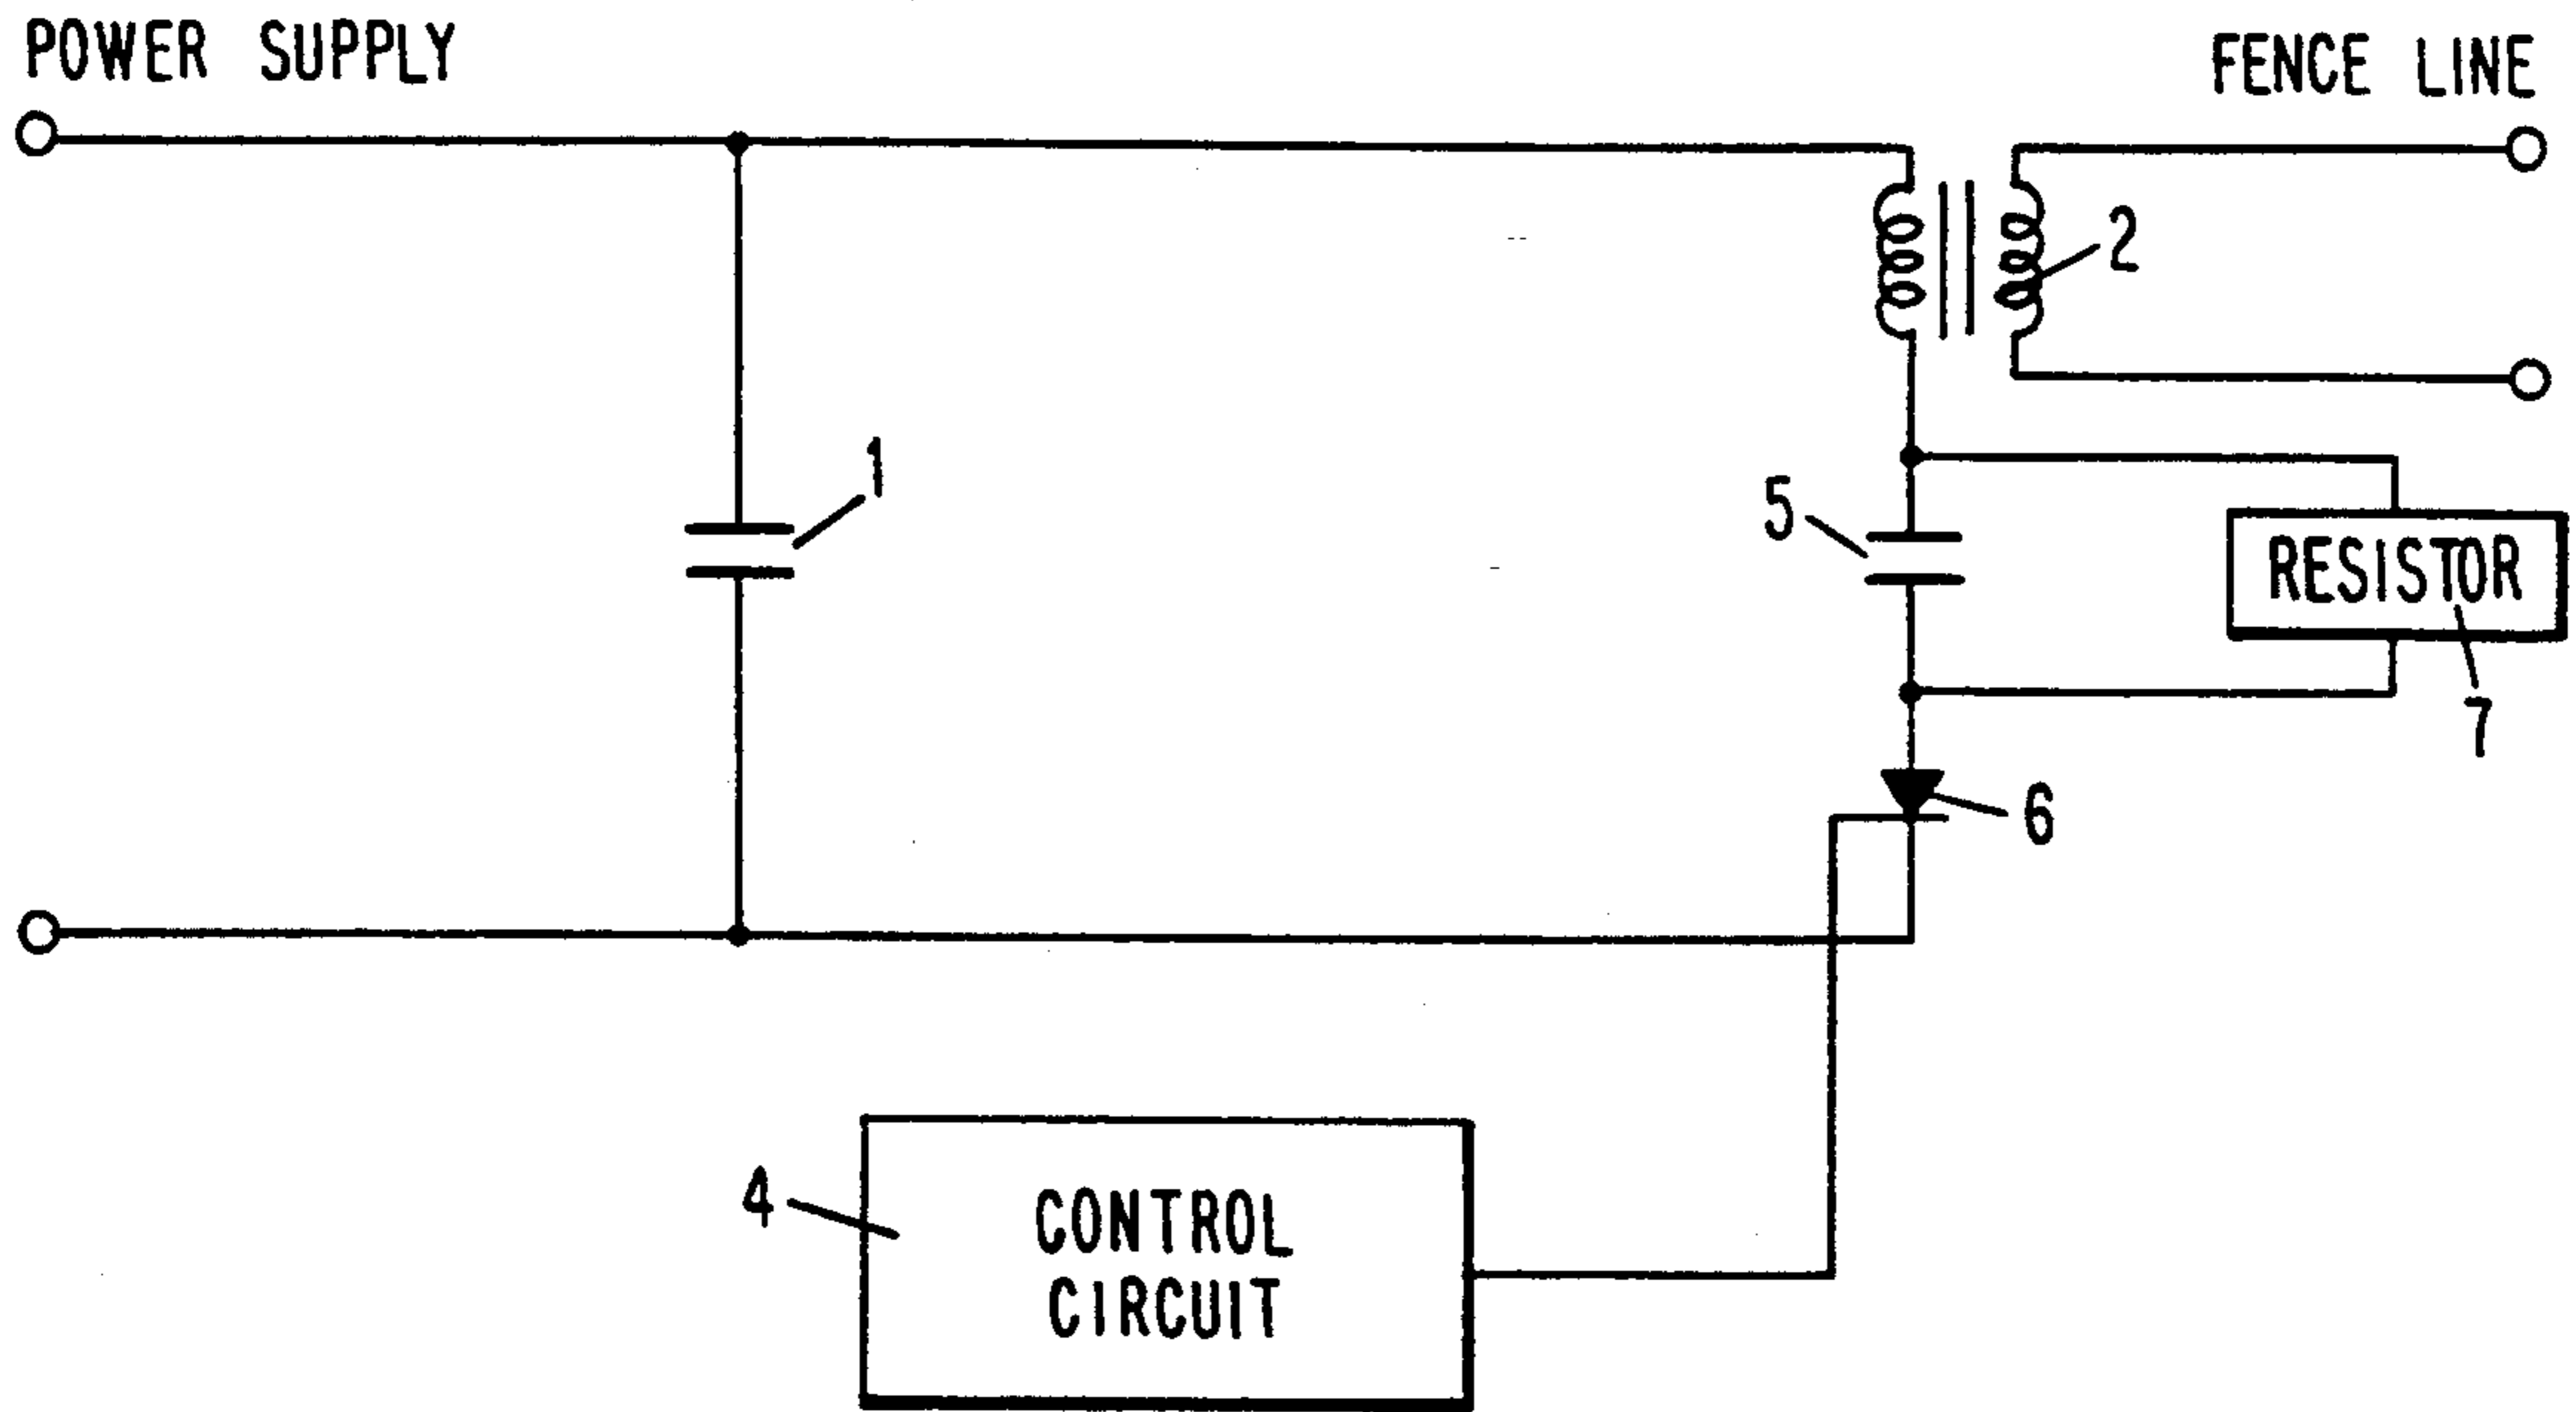 POWER SUPPLY
FENCE LINE
2
1
5
RESISTOR
7
6
4
CONTROL
CIRCUIT